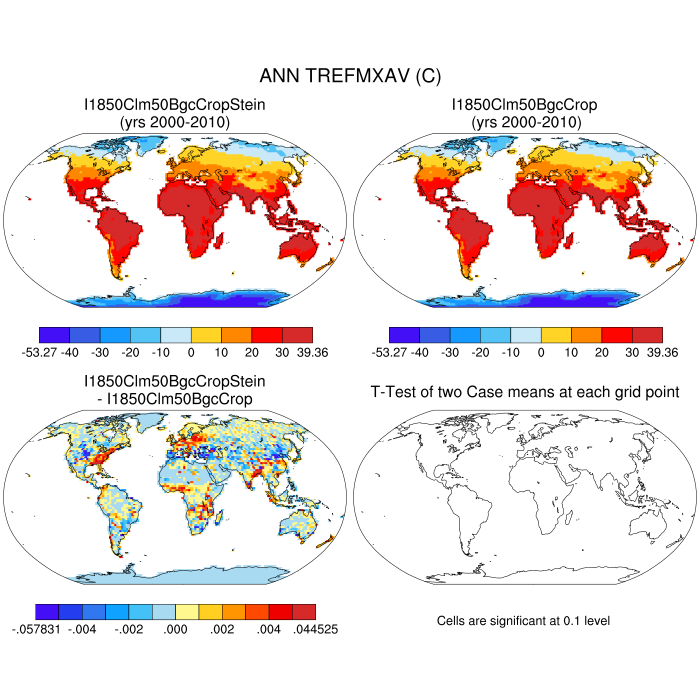 ANN TREFMXAV (C)
I1850Clm50BgcCropStein
(yrs 2000-2010)
I1850Clm50BgcCrop
(yrs 2000-2010)
-53.27 -40 -30 -20 -10 0 10 20 30 39.36
-53.27 -40 -30 -20 -10 0 10 20 30 39.36
I1850Clm50BgcCropStein
- I1850Clm50BgcCrop
T-Test of two Case means at each grid point
-.057831 -.004 -.002 .000 .002 .004 .044525
Cells are significant at 0.1 level